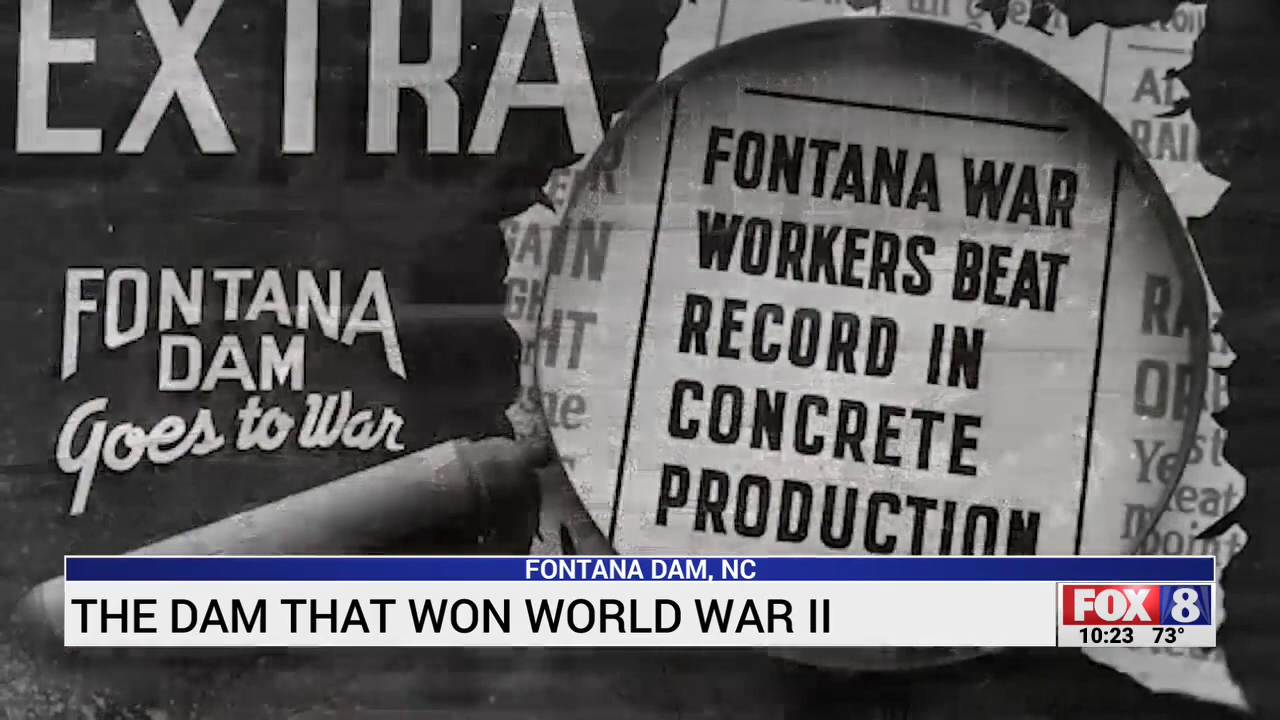 EXTRA
FONTANA
DAM
Goes to War
FONTANA WAR
WORKERS BEAT
RECORD IN
CONCRETE
PRODUCTION
FONTANA DAM, NC
THE DAM THAT WON WORLD WAR II
FOX 8
10:23 73°